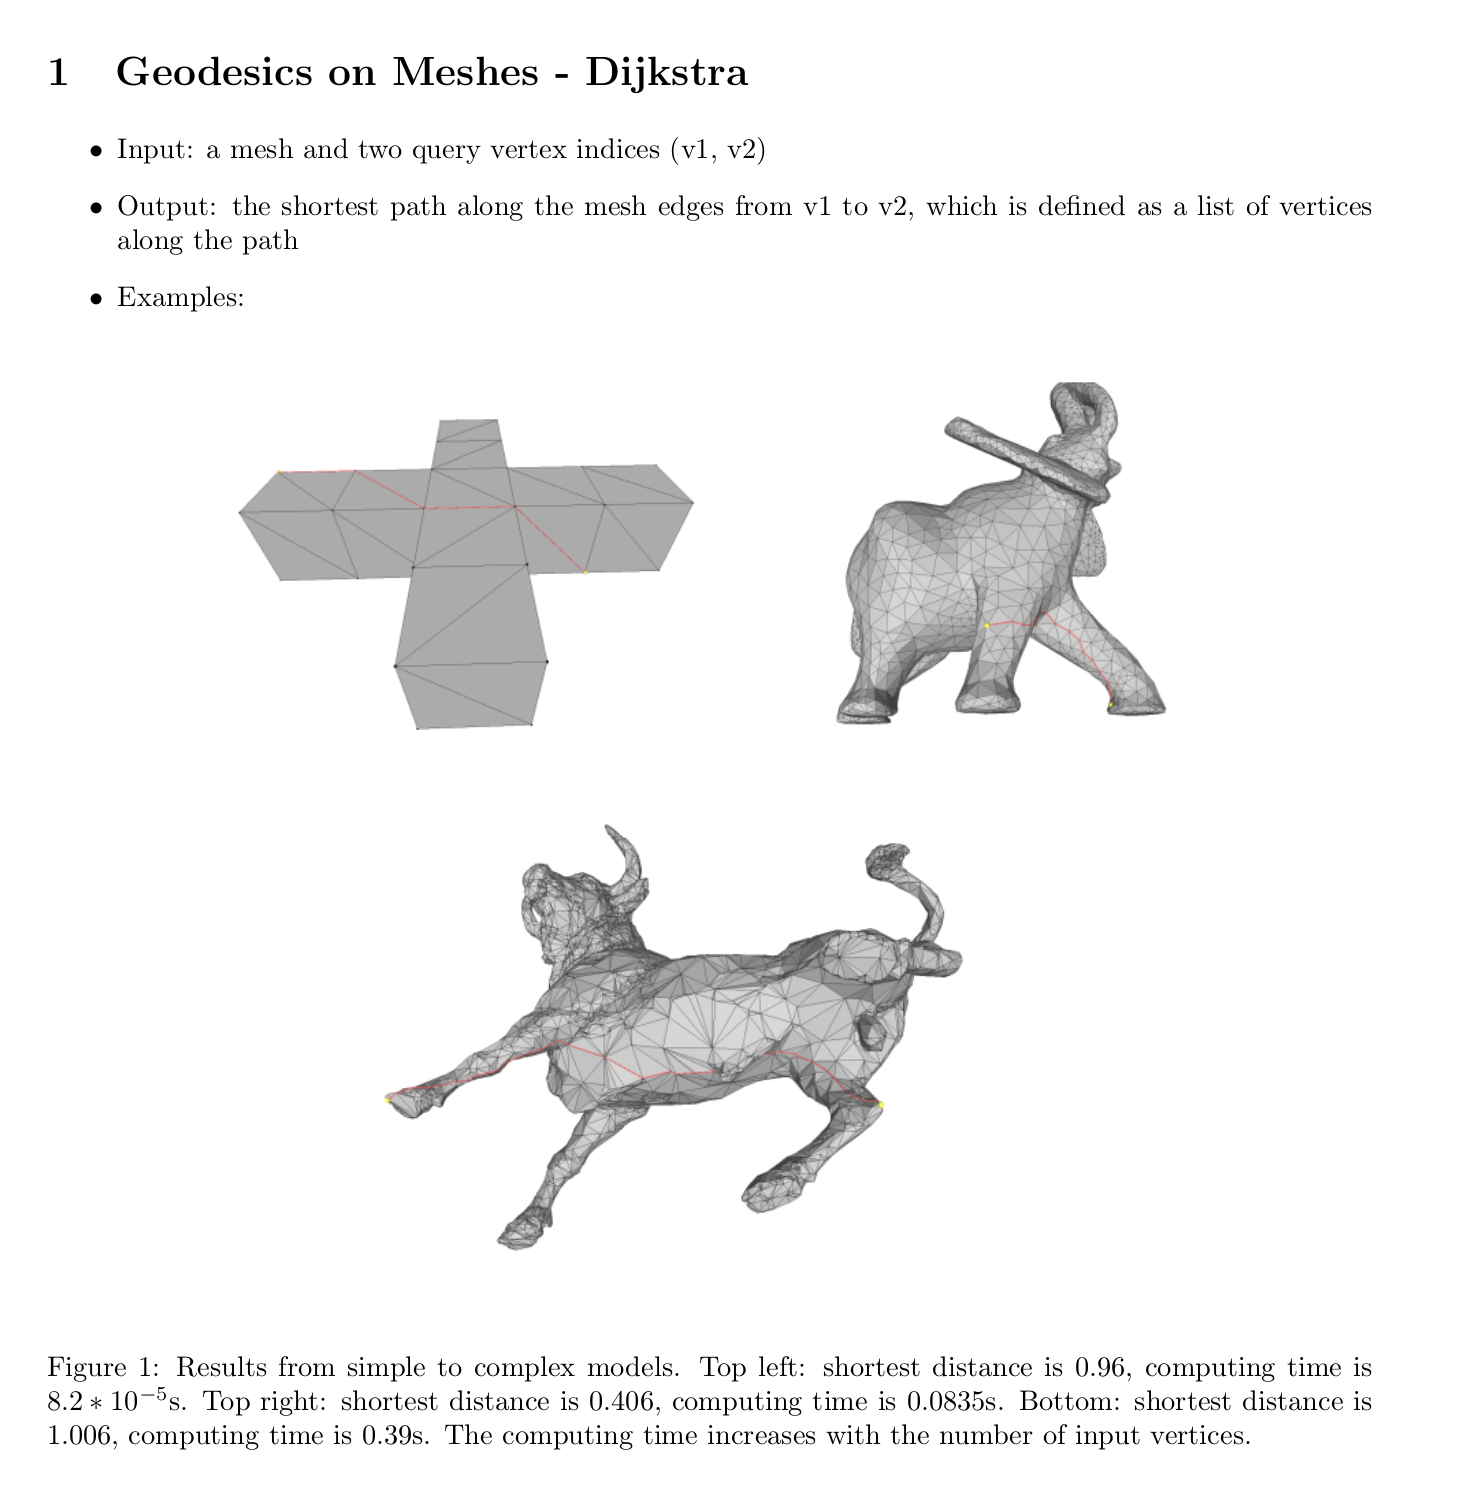 1 Geodesics on Meshes - Dijkstra
• Input: a mesh and two query vertex indices (v1, v2)
• Output: the shortest path along the mesh edges from v1 to v2, which is defined as a list of vertices
along the path
• Examples:
Figure 1: Results from simple to complex models. Top left: shortest distance is 0.96, computing time is
8.2 ∗ 10⁻⁵s. Top right: shortest distance is 0.406, computing time is 0.0835s. Bottom: shortest distance is
1.006, computing time is 0.39s. The computing time increases with the number of input vertices.